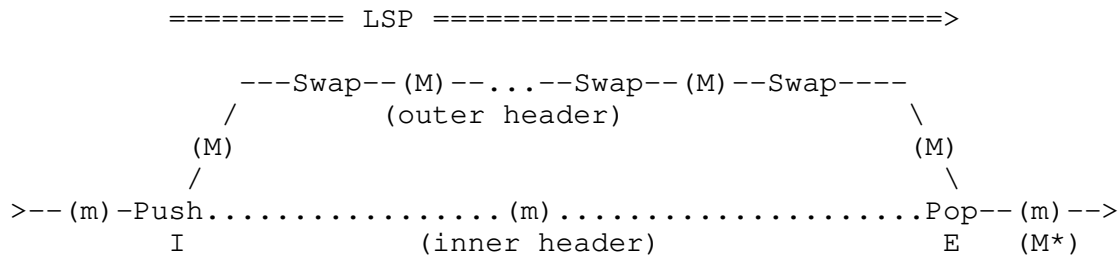 ========== LSP =============================>
---Swap--(M)--...--Swap--(M)--Swap----
/ (outer header) \
(M) (M)
/ \
>--(m)-Push.................(m).....................Pop--(m)-->
I (inner header) E (M*)